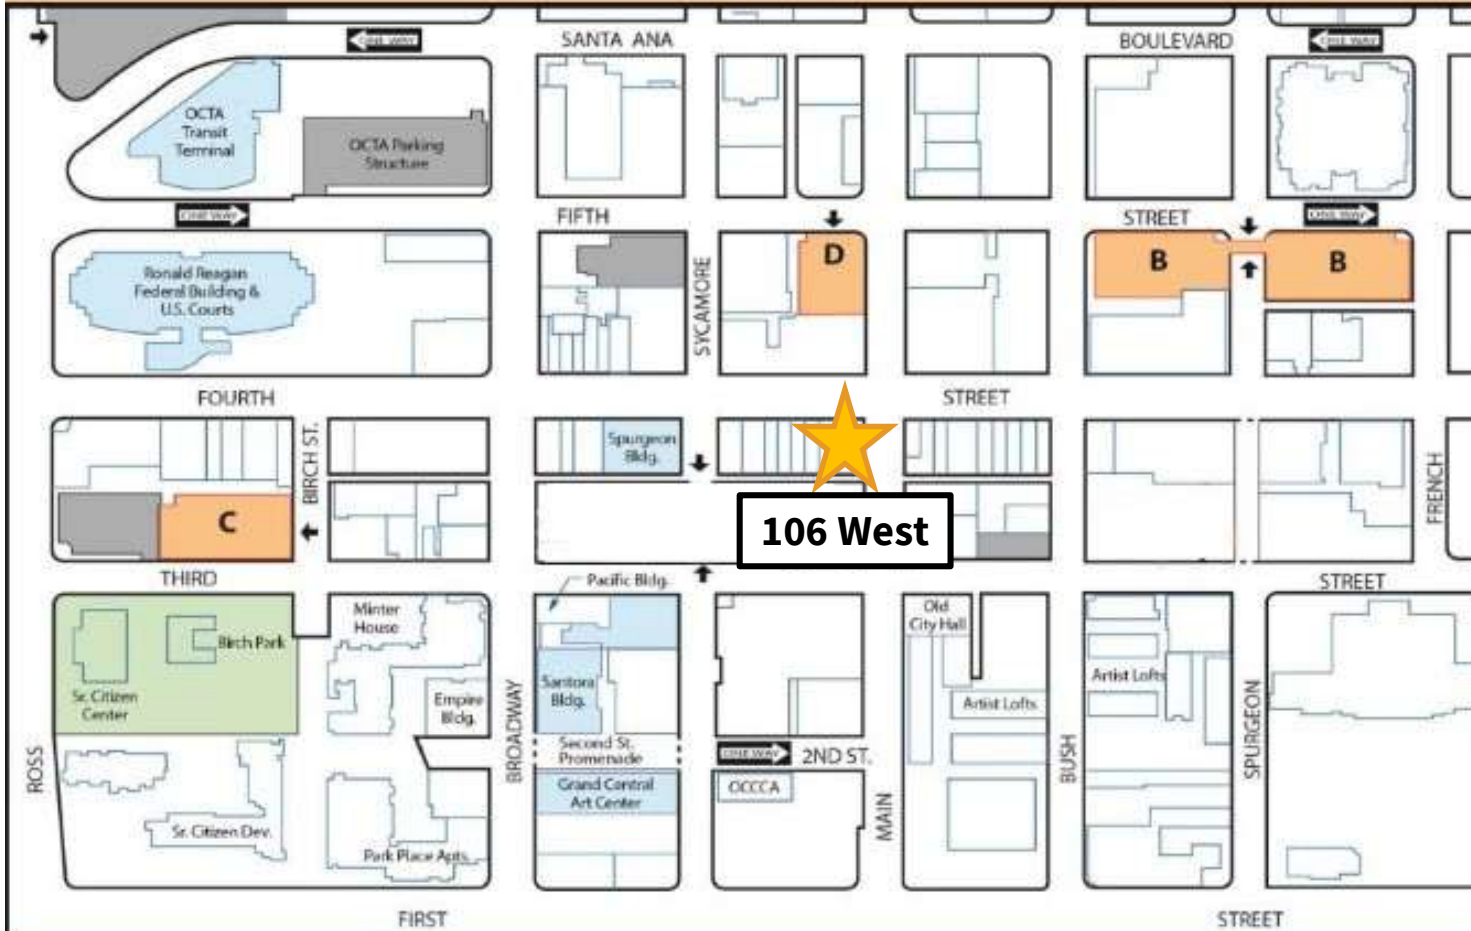 ONE WAY
SANTA ANA
BOULEVARD
ONE WAY
OCTA
Transit
Terminal
OCTA Parking
Structure
ONE WAY
FIFTH
STREET
ONE WAY
Ronald Reagan
Federal Building &
U.S. Courts
SYCAMORE
D
B
B
FOURTH
STREET
BIRCH ST.
Spurgeon
Bldg.
FRENCH
C
106 West
THIRD
STREET
Pacific Bldg.
Minter
House
Old
City Hall
Birch Park
Sr. Citizen
Center
Empire
Bldg.
Santora
Bldg.
Artist Lofts
Artist Lofts
ROSS
BROADWAY
Second St.
Promenade
ONE WAY
2ND ST.
BUSH
SPURGEON
Grand Central
Art Center
OCCCA
MAIN
Sr. Citizen Dev.
Park Place Apts.
FIRST
STREET